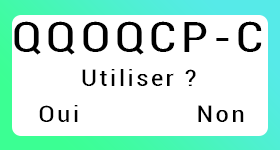 QQOQCP-C
Utiliser ?
Oui Non